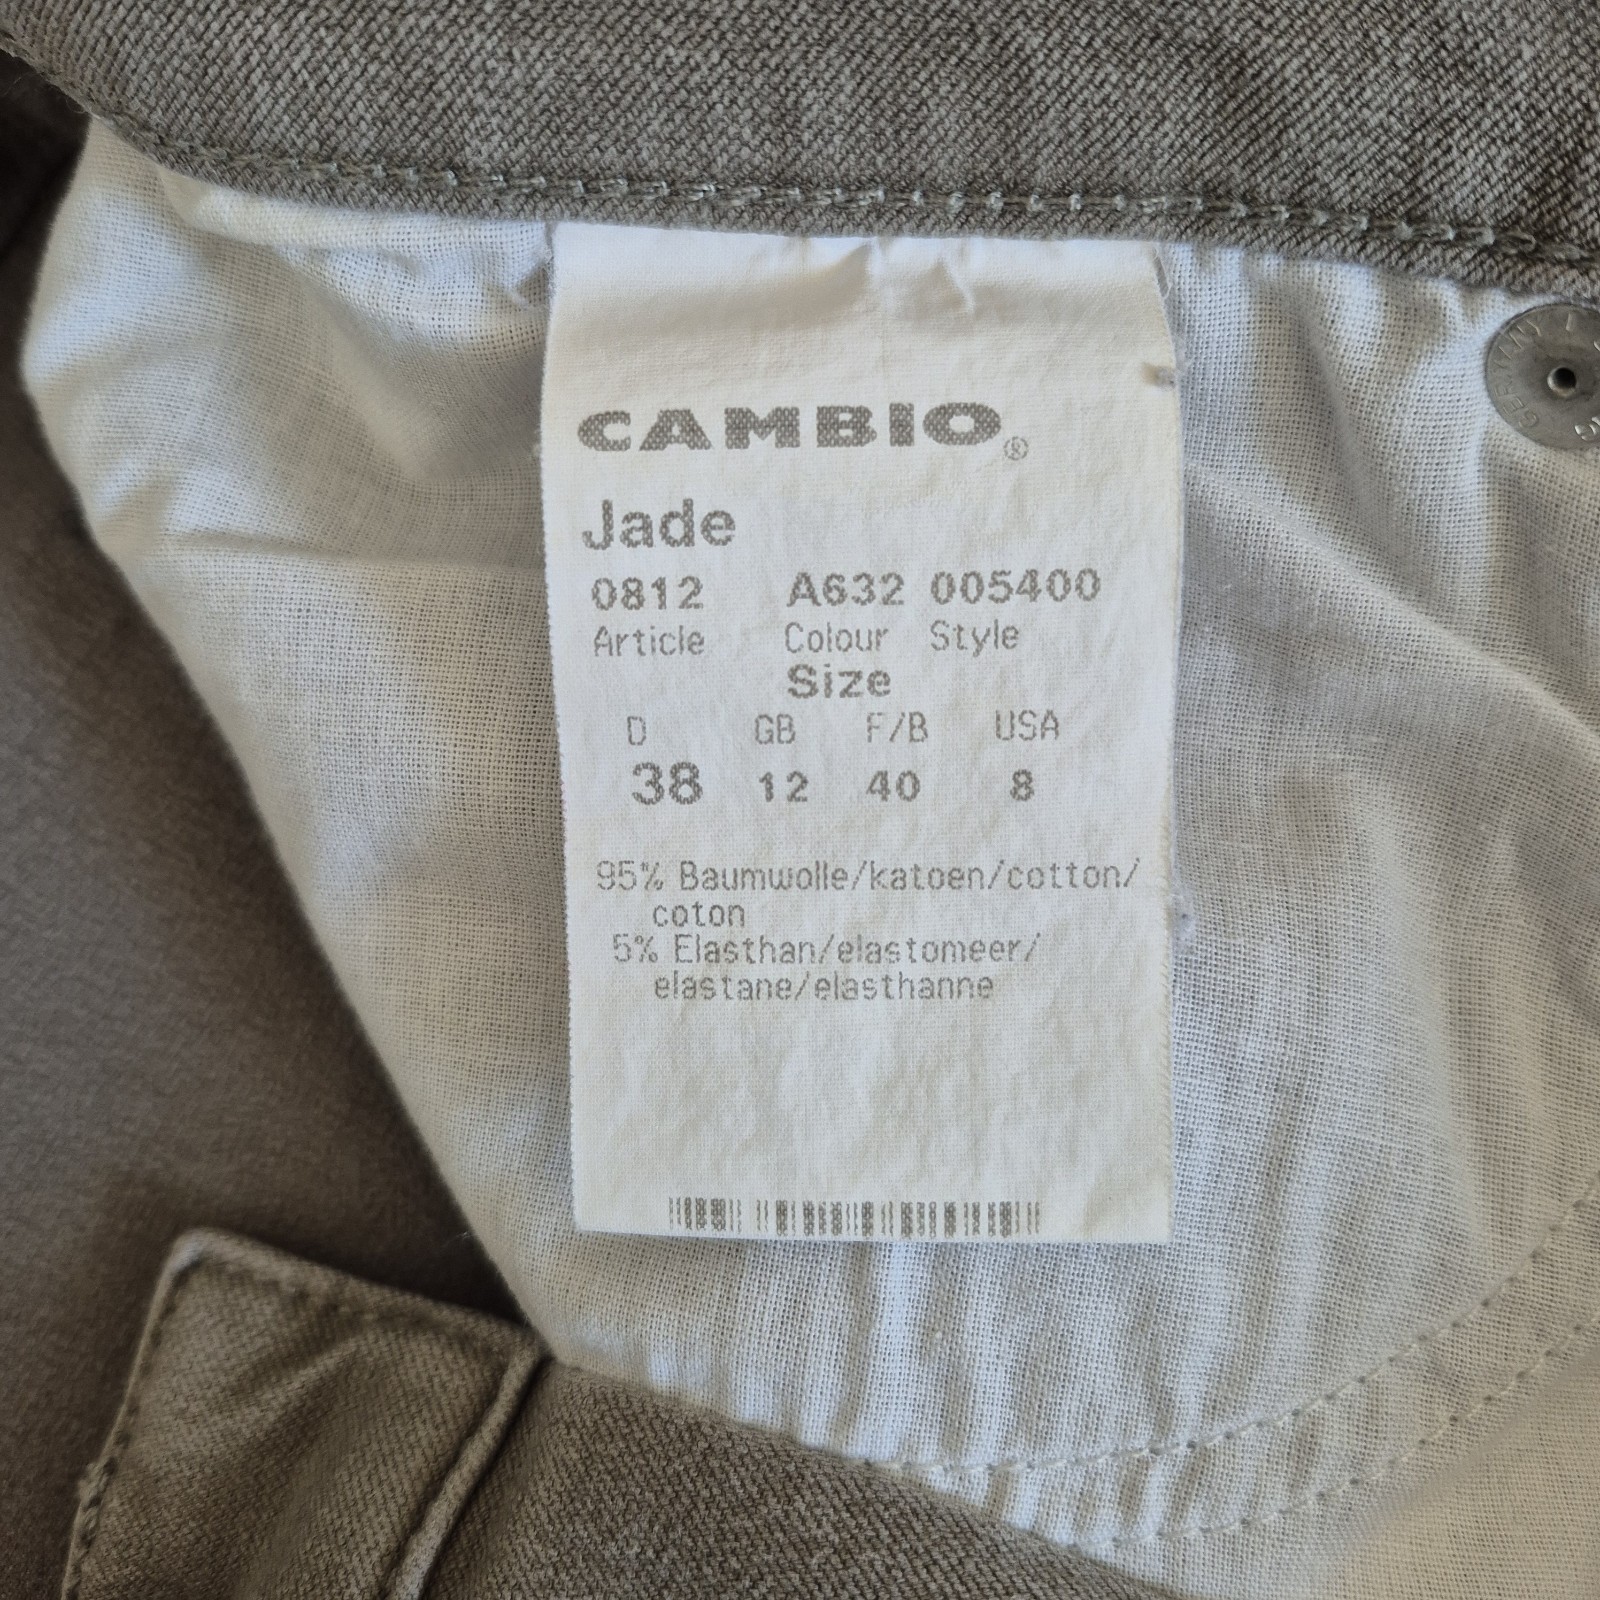 CAMBIO®
Jade
0812 A632 005400
Article Colour Style
Size
D GB F/B USA
38 12 40 8
95% Baumwolle/katoen/cotton/
coton
5% Elasthan/elastomeer/
elastane/elasthanne
GERMANY